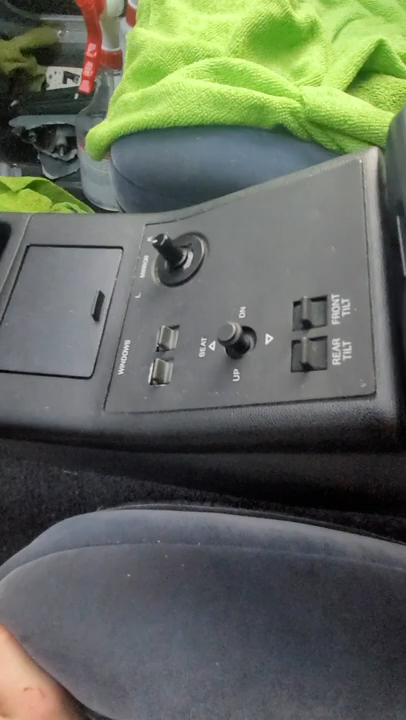 MIRROR
L
R
WINDOWS
SEAT
UP
DN
FRONT
TILT
REAR
TILT